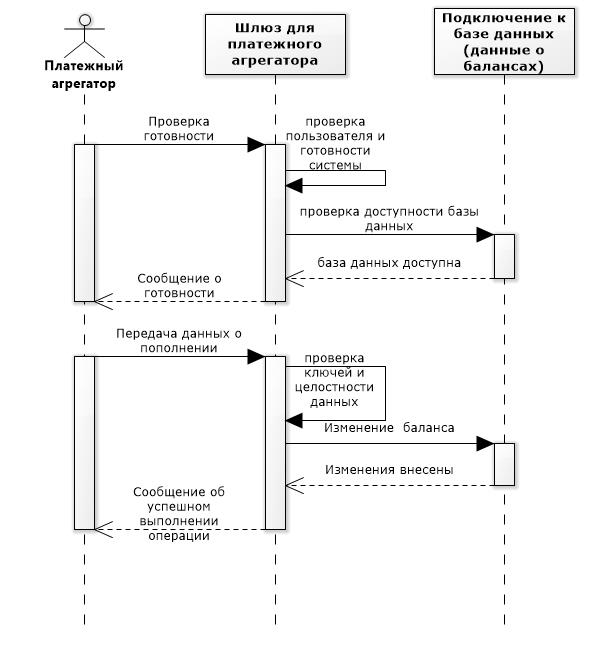 Платежный
агрегатор
Шлюз для
платежного
агрегатора
Подключение к
базе данных
(данные о
балансах)
Проверка
готовности
проверка
пользователя и
готовности
системы
проверка доступности базы
данных
база данных доступна
Сообщение о
готовности
Передача данных о
пополнении
проверка
ключей и
целостности
данных
Изменение баланса
Изменения внесены
Сообщение об
успешном
выполнении
операции